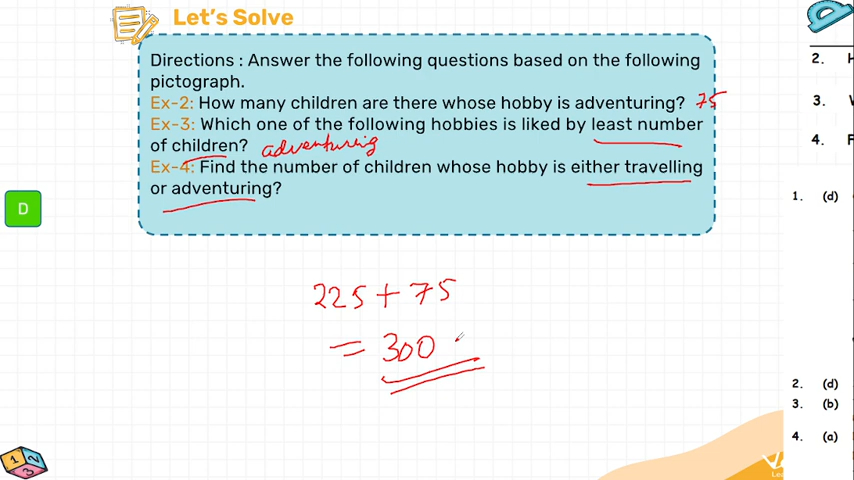 Let's Solve
Directions : Answer the following questions based on the following
pictograph.
Ex-2: How many children are there whose hobby is adventuring? 75
Ex-3: Which one of the following hobbies is liked by least number
of children? adventuring
Ex-4: Find the number of children whose hobby is either travelling
or adventuring?
D
225 + 75
= 300
1 2 3
2.
3.
4.
1. (d)
2. (d)
3. (b)
4. (a)